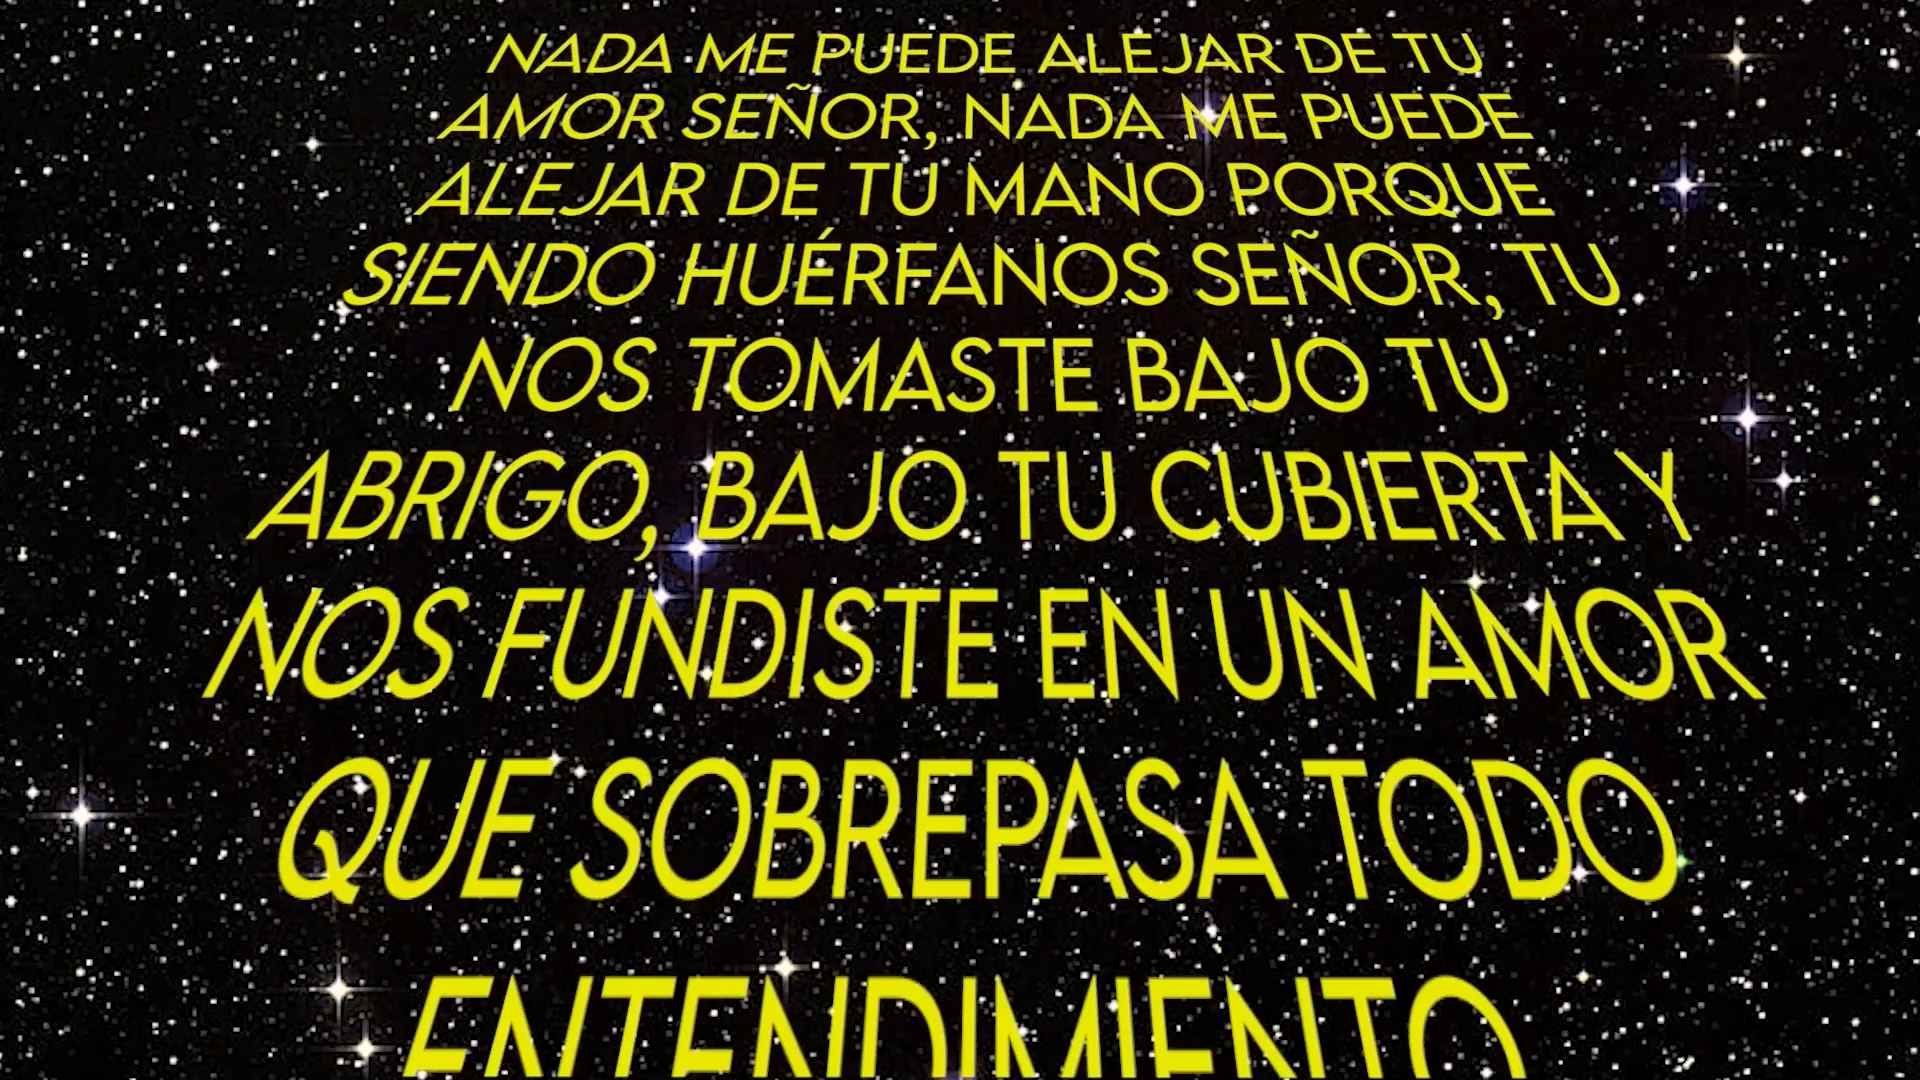 NADA ME PUEDE ALEJAR DE TU
AMOR SEÑOR, NADA ME PUEDE
ALEJAR DE TU MANO PORQUE
SIENDO HUÉRFANOS SEÑOR, TU
NOS TOMASTE BAJO TU
ABRIGO, BAJO TU CUBIERTA Y
NOS FUNDISTE EN UN AMOR
QUE SOBREPASA TODO
ENTENDIMIENTO